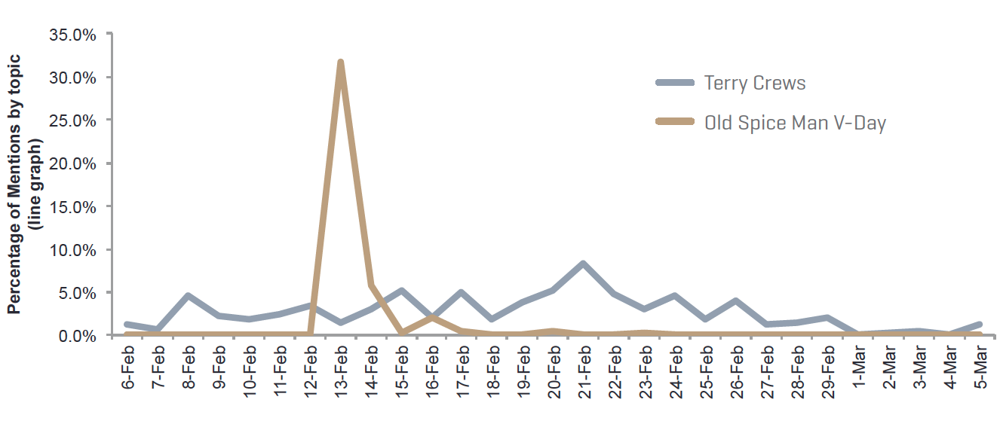 Percentage of Mentions by topic
(line graph)
35.0%
30.0%
25.0%
20.0%
15.0%
10.0%
5.0%
0.0%
Terry Crews
Old Spice Man V-Day
6-Feb
7-Feb
8-Feb
9-Feb
10-Feb
11-Feb
12-Feb
13-Feb
14-Feb
15-Feb
16-Feb
17-Feb
18-Feb
19-Feb
20-Feb
21-Feb
22-Feb
23-Feb
24-Feb
25-Feb
26-Feb
27-Feb
28-Feb
29-Feb
1-Mar
2-Mar
3-Mar
4-Mar
5-Mar